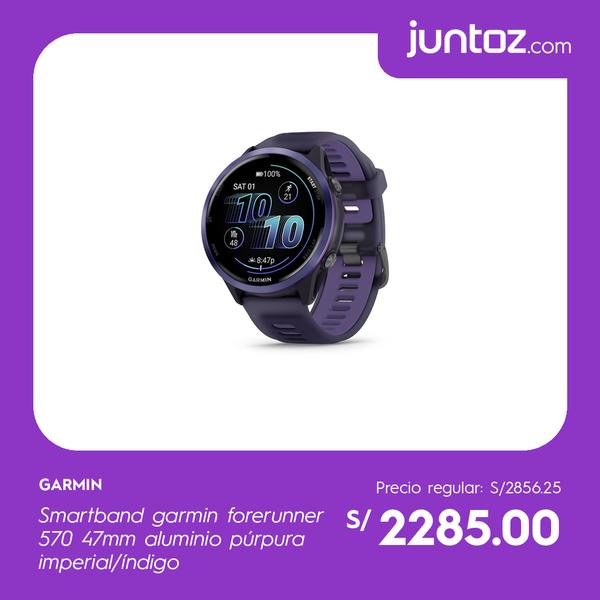 juntoz.com
100%
START
SAT 01
21
10
10
48
8:47p
GARMIN
GARMIN
Precio regular: S/2856.25
Smartband garmin forerunner
570 47mm aluminio púrpura
imperial/índigo
S/ 2285.00